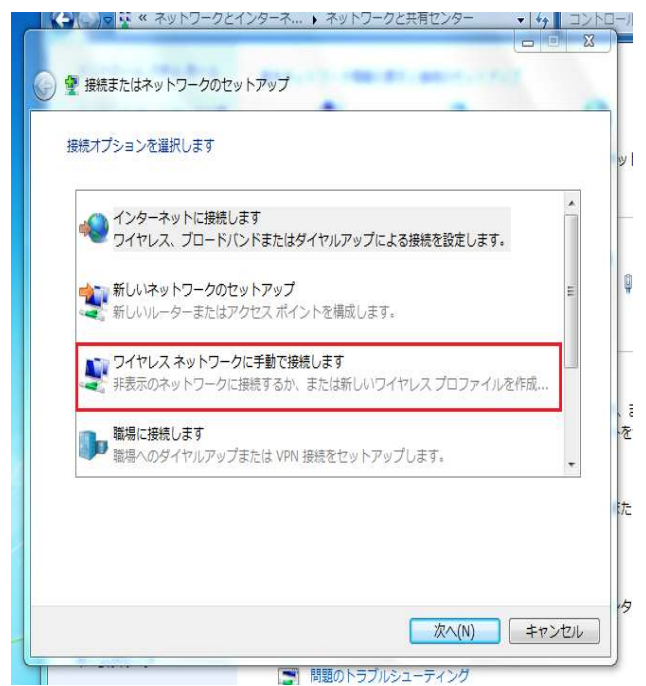 « ネットワークとインターネ... ▸ ネットワークと共有センター
コントロール
接続またはネットワークのセットアップ
接続オプションを選択します
インターネットに接続します
ワイヤレス、ブロードバンドまたはダイヤルアップによる接続を設定します。
新しいネットワークのセットアップ
新しいルーターまたはアクセス ポイントを構成します。
ワイヤレス ネットワークに手動で接続します
非表示のネットワークに接続するか、または新しいワイヤレス プロファイルを作成...
職場に接続します
職場へのダイヤルアップまたは VPN 接続をセットアップします。
次へ(N)
キャンセル
問題のトラブルシューティング